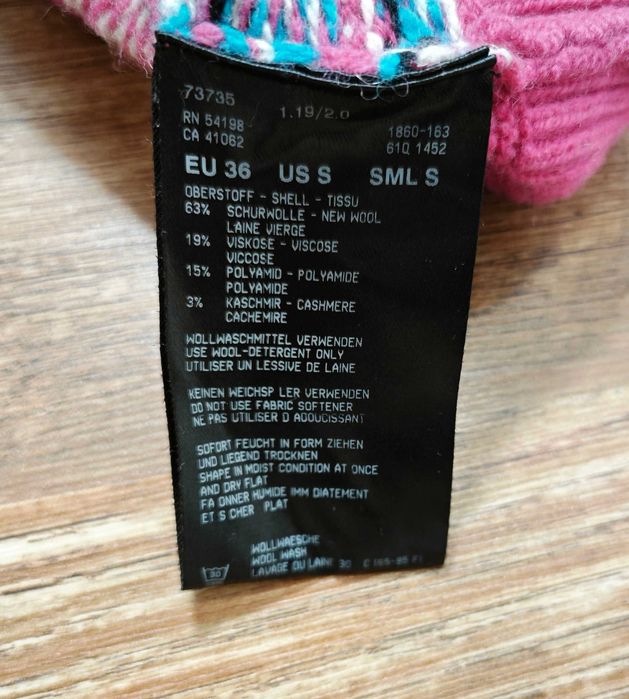 73735
1.19/2.0
RN 54198
CA 41062
1860-163
61Q 1452
EU 36 US S SML S
OBERSTOFF - SHELL - TISSU
63% SCHURWOLLE - NEW WOOL
LAINE VIERGE
19% VISKOSE - VISCOSE
VICCOSE
15% POLYAMID - POLYAMIDE
POLYAMIDE
3% KASCHMIR - CASHMERE
CACHEMIRE
WOLLWASCHMITTEL VERWENDEN
USE WOOL-DETERGENT ONLY
UTILISER UN LESSIVE DE LAINE
KEINEN WEICHSP LER VERWENDEN
DO NOT USE FABRIC SOFTENER
NE PAS UTILISER D ADOUCISSANT
SOFORT FEUCHT IN FORM ZIEHEN
UND LIEGEND TROCKNEN
SHAPE IN MOIST CONDITION AT ONCE
AND DRY FLAT
FA ONNER HUMIDE IMM DIATEMENT
ET S CHER PLAT
WOLLWAESCHE
WOOL WASH
30 LAVAGE DU LAINE 30